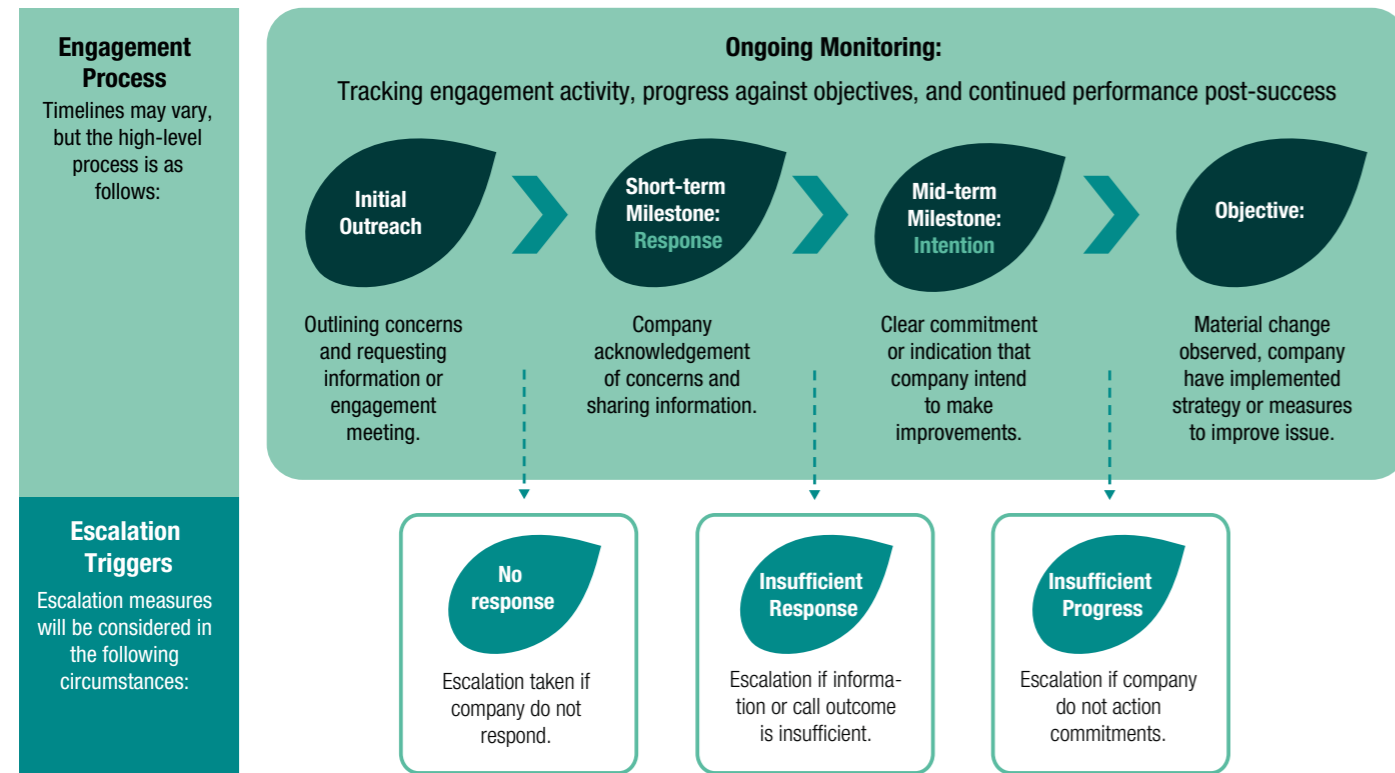 Engagement
Process
Timelines may vary,
but the high-level
process is as
follows:
Ongoing Monitoring:
Tracking engagement activity, progress against objectives, and continued performance post-success
Initial
Outreach
Short-term
Milestone:
Response
Mid-term
Milestone:
Intention
Objective:
Outlining concerns
and requesting
information or
engagement
meeting.
Company
acknowledgement
of concerns and
sharing information.
Clear commitment
or indication that
company intend
to make
improvements.
Material change
observed, company
have implemented
strategy or measures
to improve issue.
Escalation
Triggers
Escalation measures
will be considered in
the following
circumstances:
No
response
Escalation taken if
company do not
respond.
Insufficient
Response
Escalation if informa-
tion or call outcome
is insufficient.
Insufficient
Progress
Escalation if company
do not action
commitments.